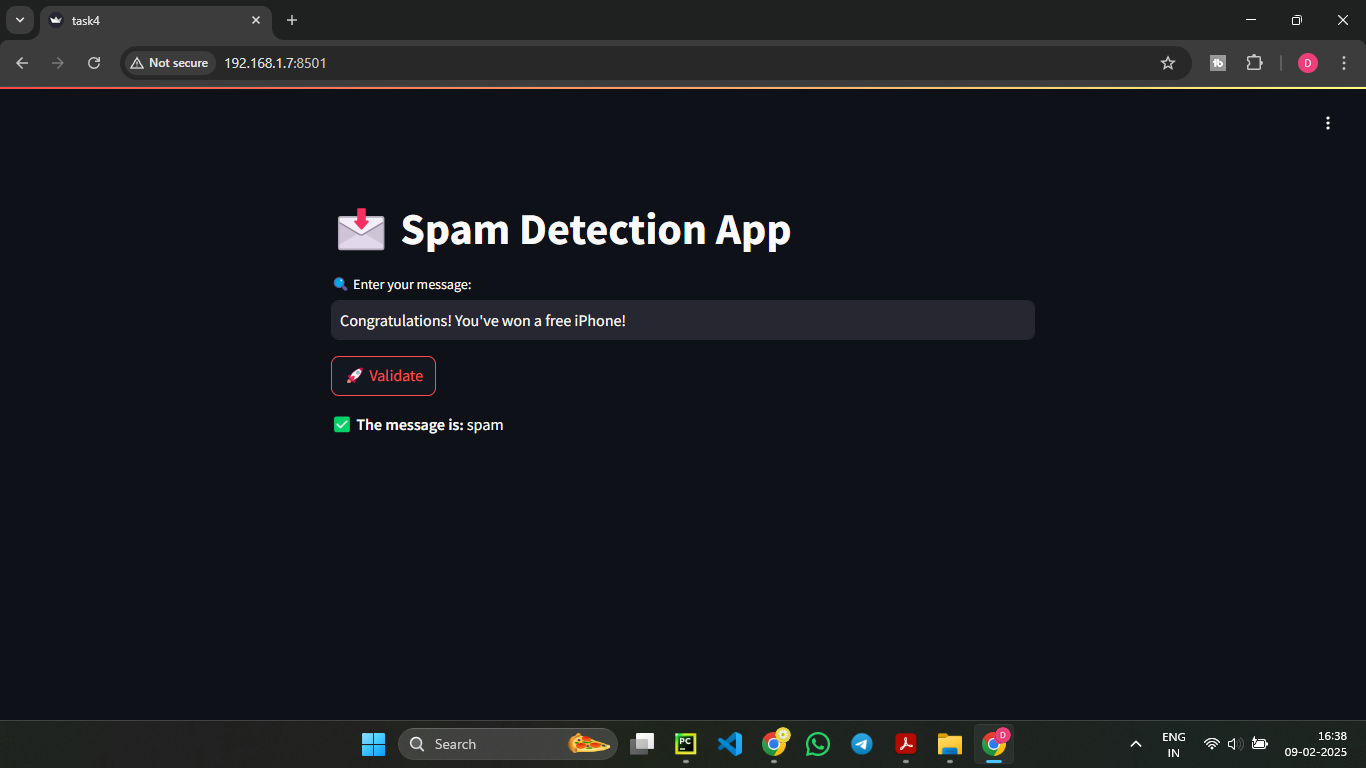 task4
Not secure
192.168.1.7:8501
D
Spam Detection App
Enter your message:
Congratulations! You've won a free iPhone!
Validate
The message is: spam
Search
PC
D
ENG
IN
16:38
09-02-2025